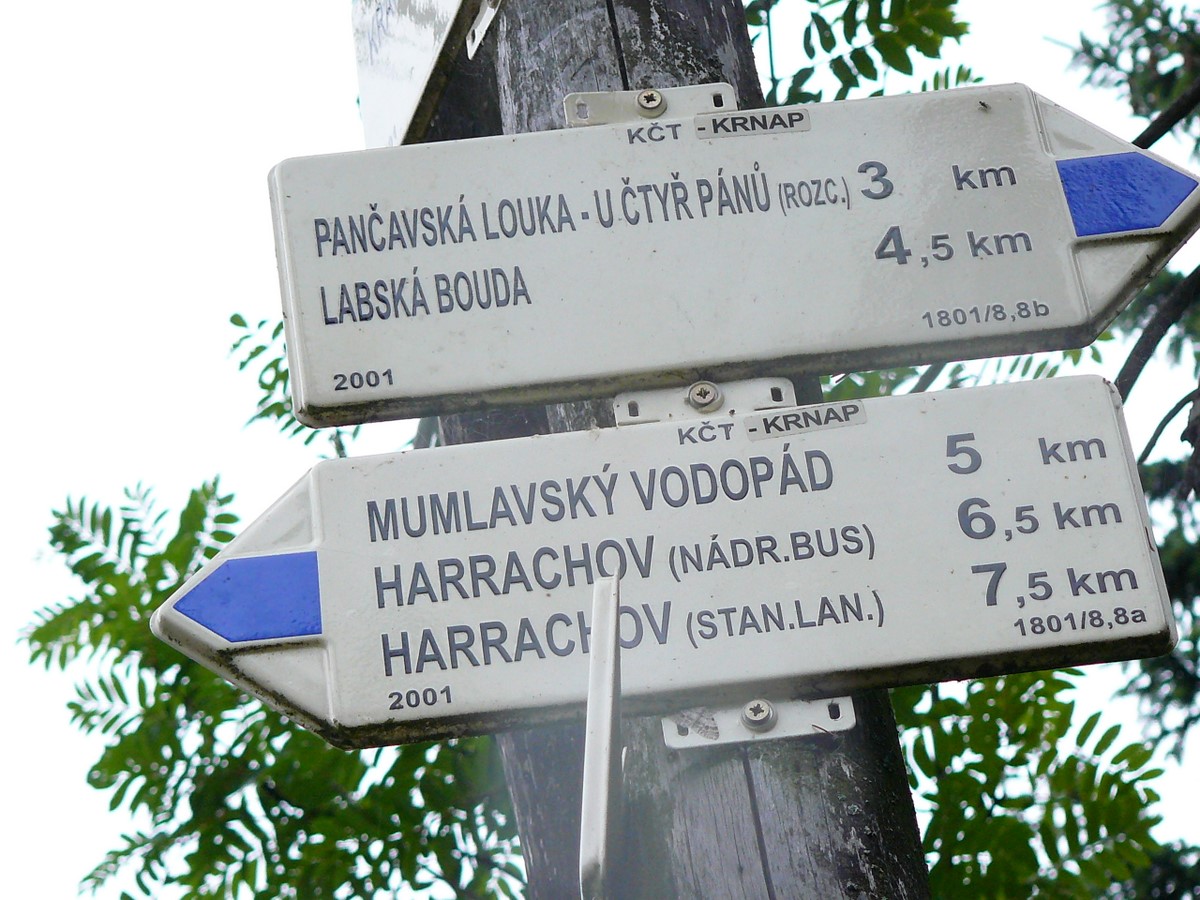 KČT - KRNAP
PANČAVSKÁ LOUKA - U ČTYŘ PÁNŮ (ROZC.) 3 km
LABSKÁ BOUDA 4,5 km
2001 1801/8,8b
KČT - KRNAP
MUMLAVSKÝ VODOPÁD 5 km
HARRACHOV (NÁDR.BUS) 6,5 km
HARRACHOV (STAN.LAN.) 7,5 km
2001 1801/8,8a